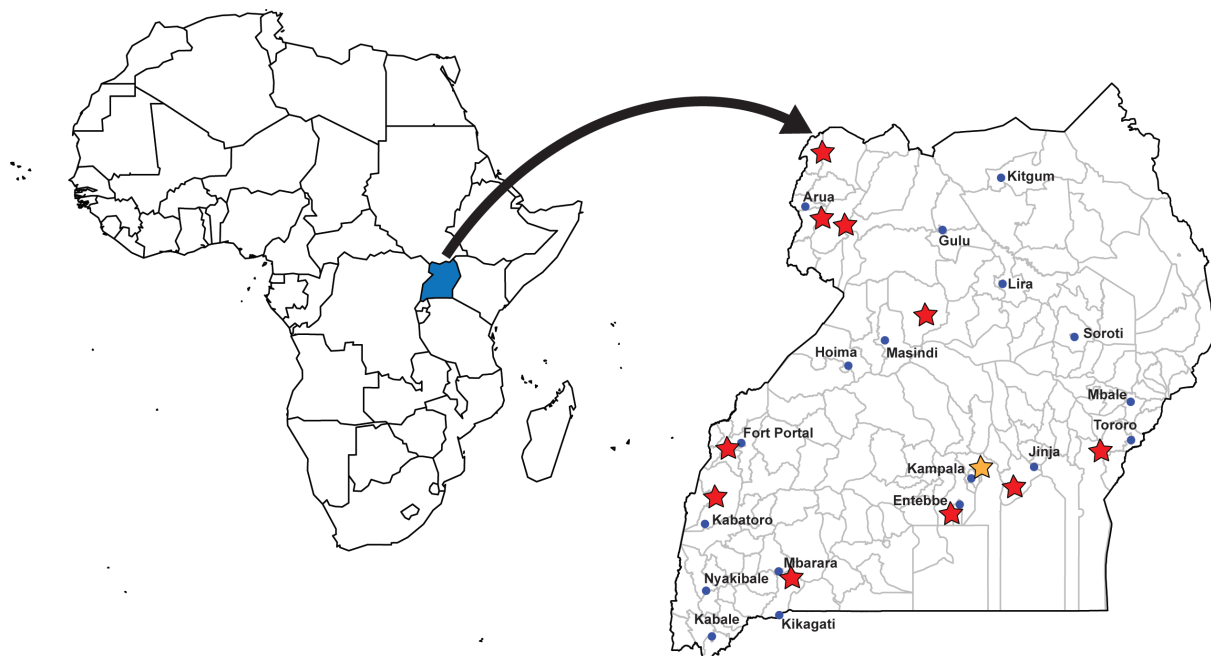 Kitgum
Arua
Gulu
Lira
Soroti
Hoima
Masindi
Mbale
Tororo
Fort Portal
Jinja
Kampala
Entebbe
Kabatoro
Mbarara
Nyakibale
Kabale
Kikagati